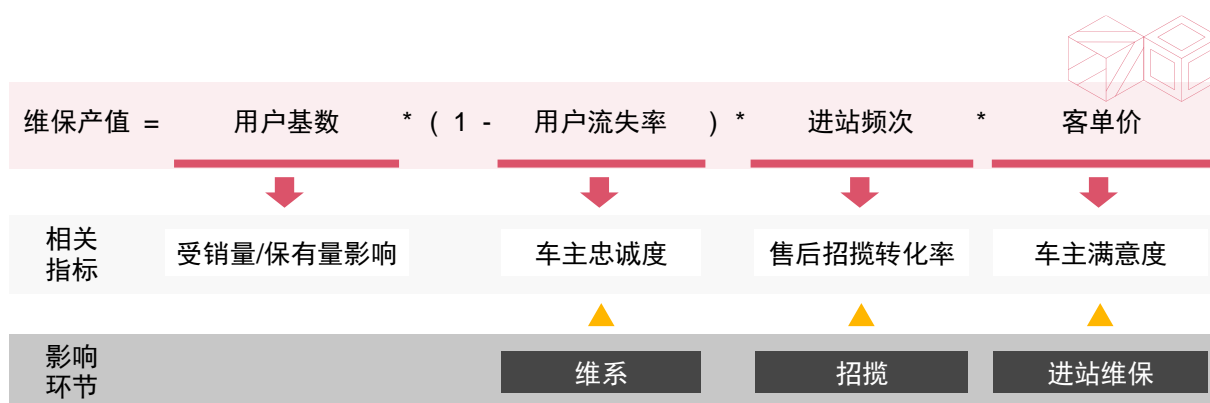 维保产值 = 用户基数 * ( 1 - 用户流失率 ) * 进站频次 * 客单价
相关
指标
受销量/保有量影响 车主忠诚度 售后招揽转化率 车主满意度
影响
环节
维系 招揽 进站维保